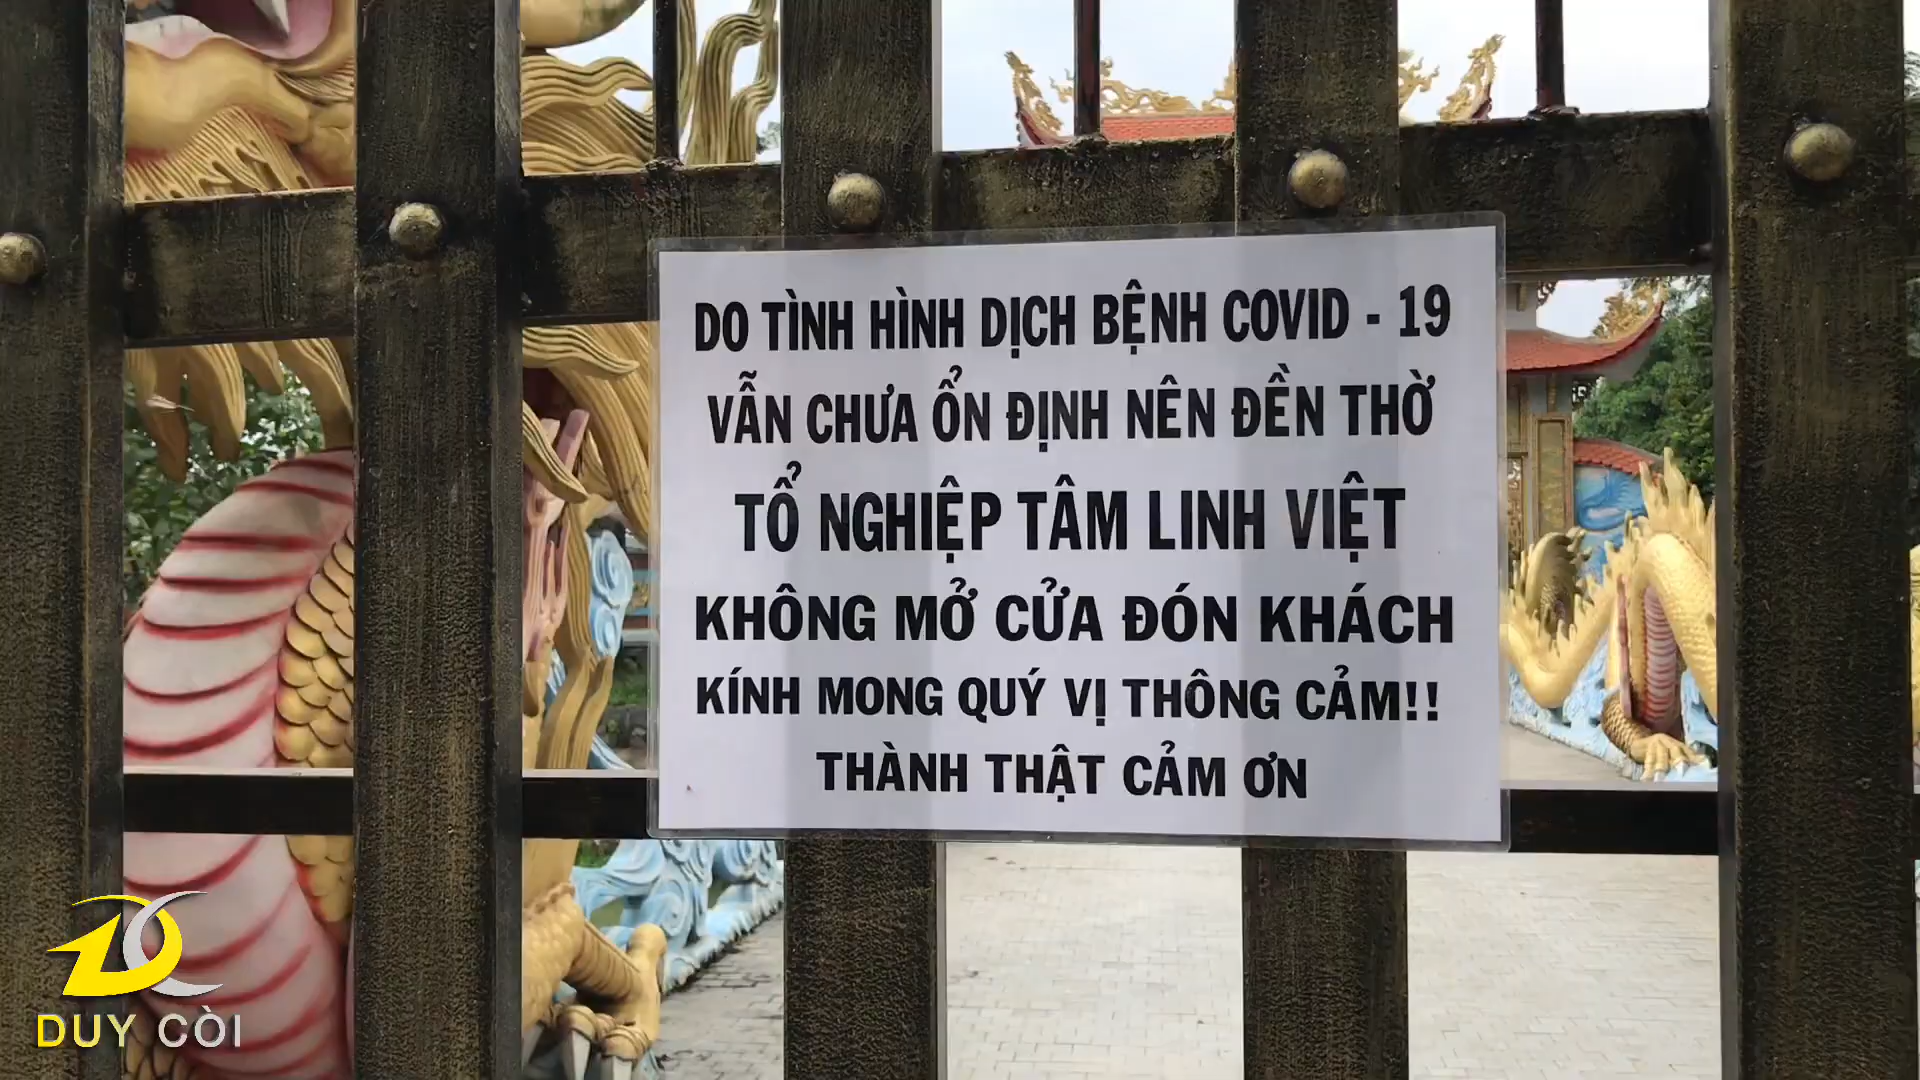 DO TÌNH HÌNH DỊCH BỆNH COVID - 19
VẪN CHƯA ỔN ĐỊNH NÊN ĐỀN THỜ
TỔ NGHIỆP TÂM LINH VIỆT
KHÔNG MỞ CỬA ĐÓN KHÁCH
KÍNH MONG QUÝ VỊ THÔNG CẢM!!
THÀNH THẬT CẢM ƠN
DC
DUY CÒI